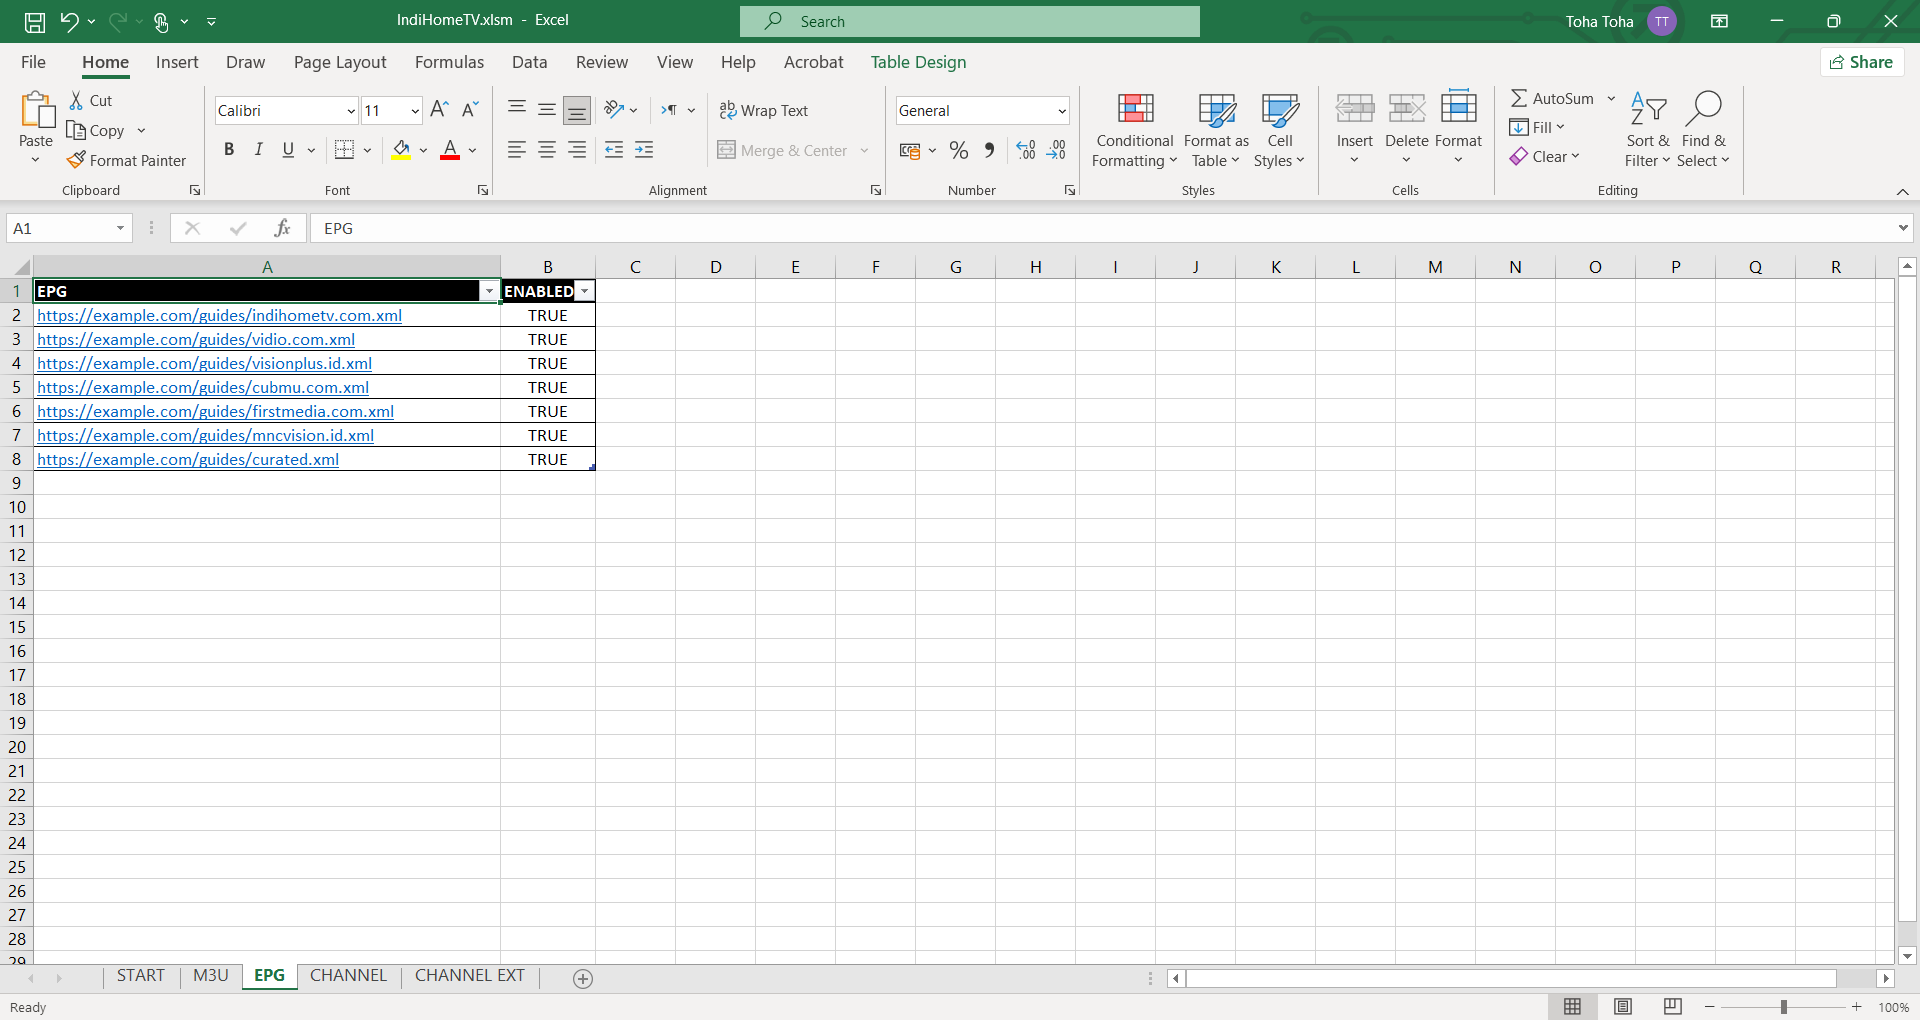 IndiHomeTV.xlsm - Excel
Search
Toha Toha TT
File Home Insert Draw Page Layout Formulas Data Review View Help Acrobat Table Design Share
Paste
Cut
Copy
Format Painter
Clipboard
Calibri 11
B I U
Font
Wrap Text
Merge & Center
Alignment
General
Number
Conditional Formatting
Format as Table
Cell Styles
Styles
Insert Delete Format
Cells
AutoSum
Fill
Clear
Sort & Filter
Find & Select
Editing
A1 fx EPG
A B C D E F G H I J K L M N O P Q R
1 EPG ENABLED
2 https://example.com/guides/indihometv.com.xml TRUE
3 https://example.com/guides/vidio.com.xml TRUE
4 https://example.com/guides/visionplus.id.xml TRUE
5 https://example.com/guides/cubmu.com.xml TRUE
6 https://example.com/guides/firstmedia.com.xml TRUE
7 https://example.com/guides/mncvision.id.xml TRUE
8 https://example.com/guides/curated.xml TRUE
9
10
11
12
13
14
15
16
17
18
19
20
21
22
23
24
25
26
27
28
29
START M3U EPG CHANNEL CHANNEL EXT
Ready 100%